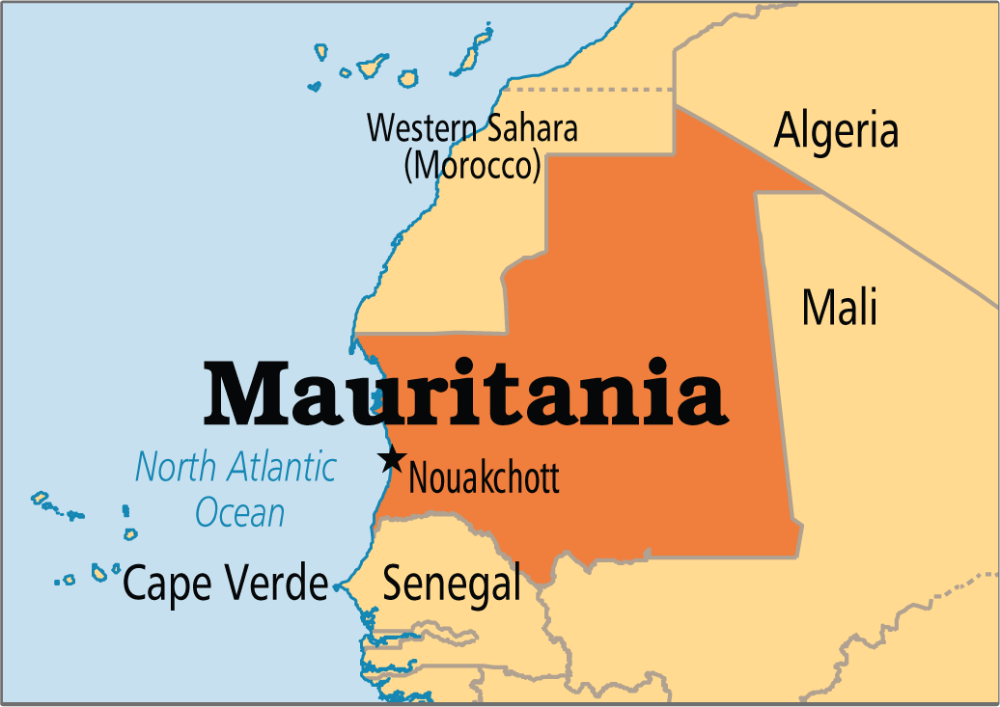 Western Sahara
(Morocco)
Algeria
Mali
Mauritania
North Atlantic
Ocean
Nouakchott
Cape Verde
Senegal